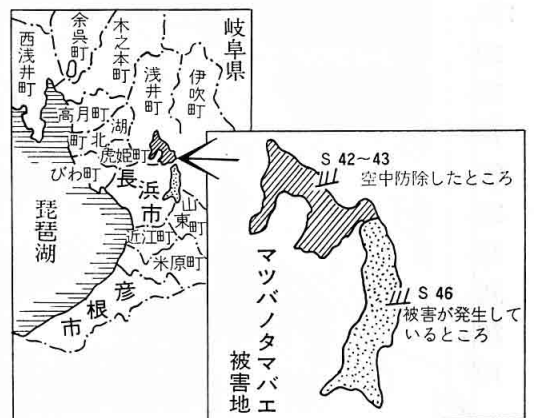 岐阜県
余呉町
木之本町
西浅井町
浅井町
伊吹町
高月町
湖北町
虎姫町
びわ町
長浜市
山東町
近江町
米原町
琵琶湖
彦根市
S 42〜43
空中防除したところ
S 46
被害が発生して
いるところ
マツバノタマバエ
被害地